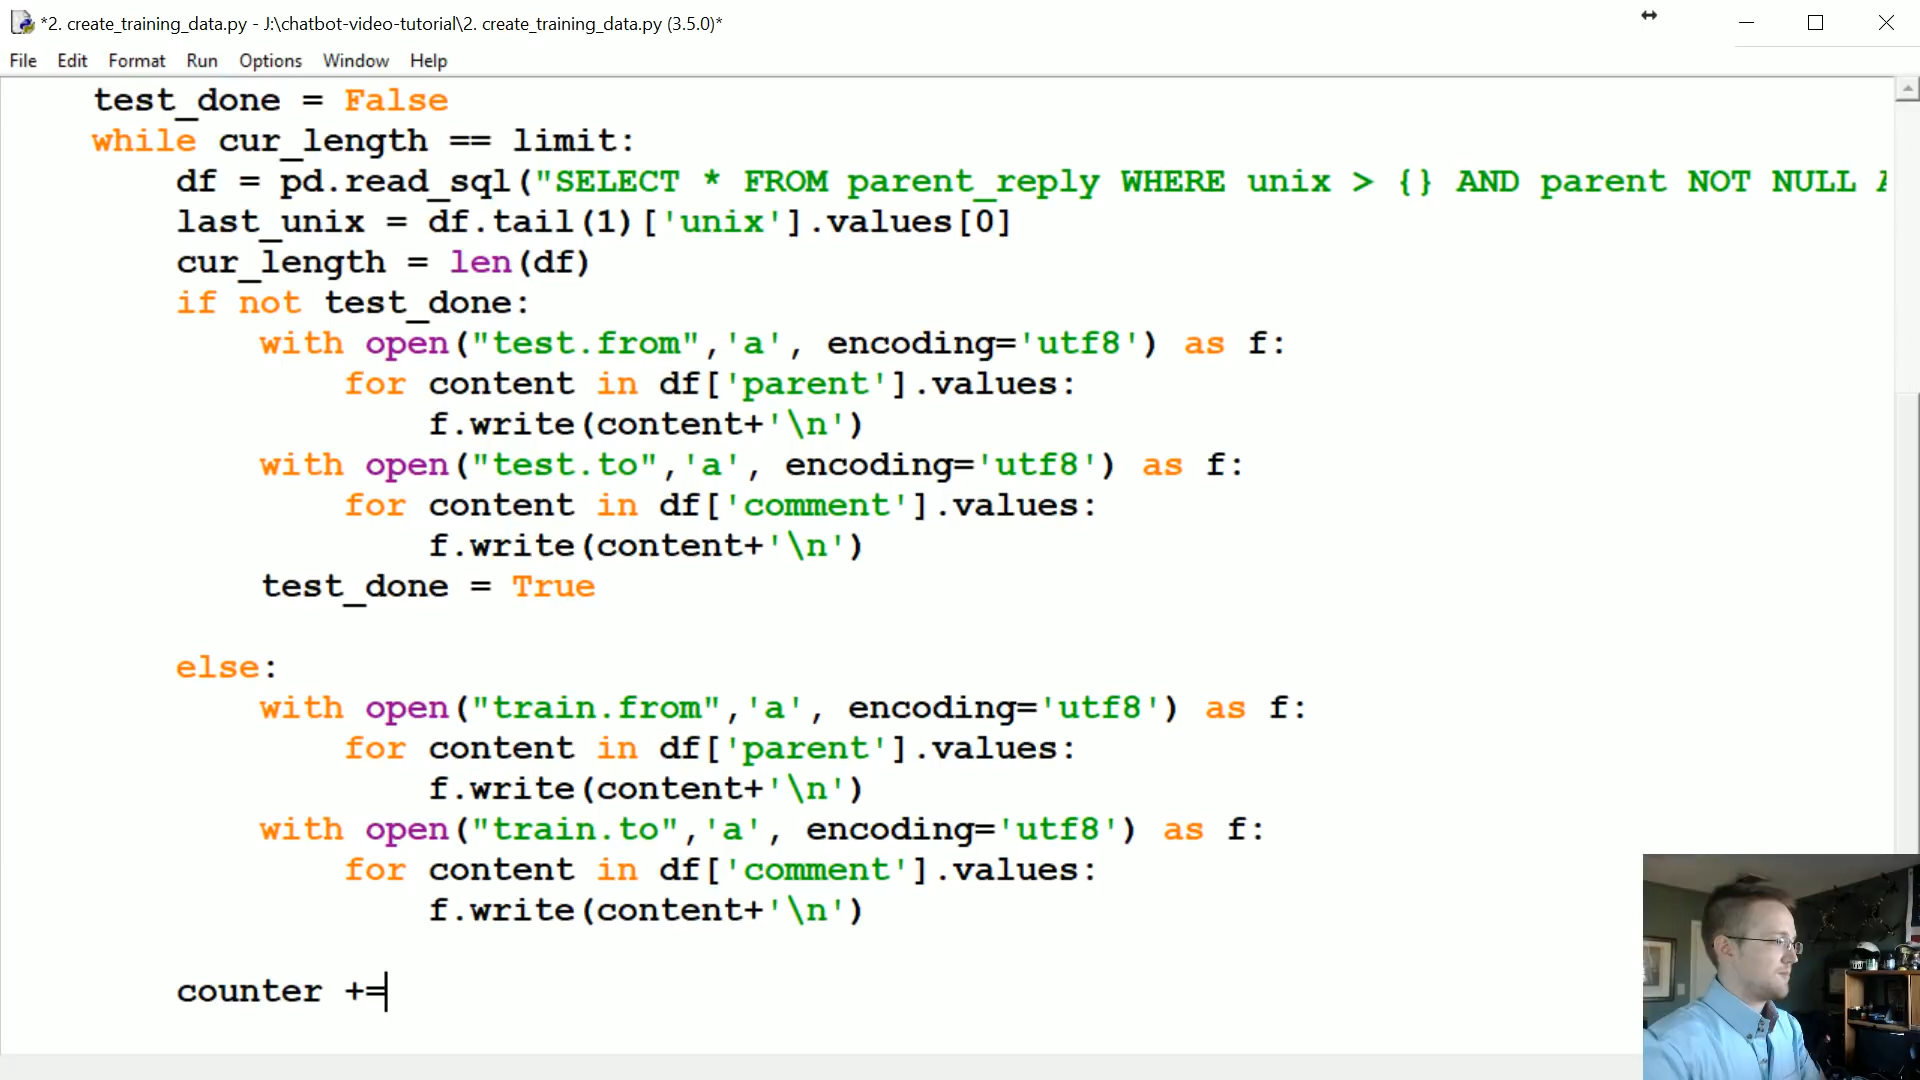 *2. create_training_data.py - J:\chatbot-video-tutorial\2. create_training_data.py (3.5.0)*
File Edit Format Run Options Window Help
test_done = False
while cur_length == limit:
df = pd.read_sql("SELECT * FROM parent_reply WHERE unix > {} AND parent NOT NULL
last_unix = df.tail(1)['unix'].values[0]
cur_length = len(df)
if not test_done:
with open("test.from",'a', encoding='utf8') as f:
for content in df['parent'].values:
f.write(content+'\n')
with open("test.to",'a', encoding='utf8') as f:
for content in df['comment'].values:
f.write(content+'\n')
test_done = True
else:
with open("train.from",'a', encoding='utf8') as f:
for content in df['parent'].values:
f.write(content+'\n')
with open("train.to",'a', encoding='utf8') as f:
for content in df['comment'].values:
f.write(content+'\n')
counter +=